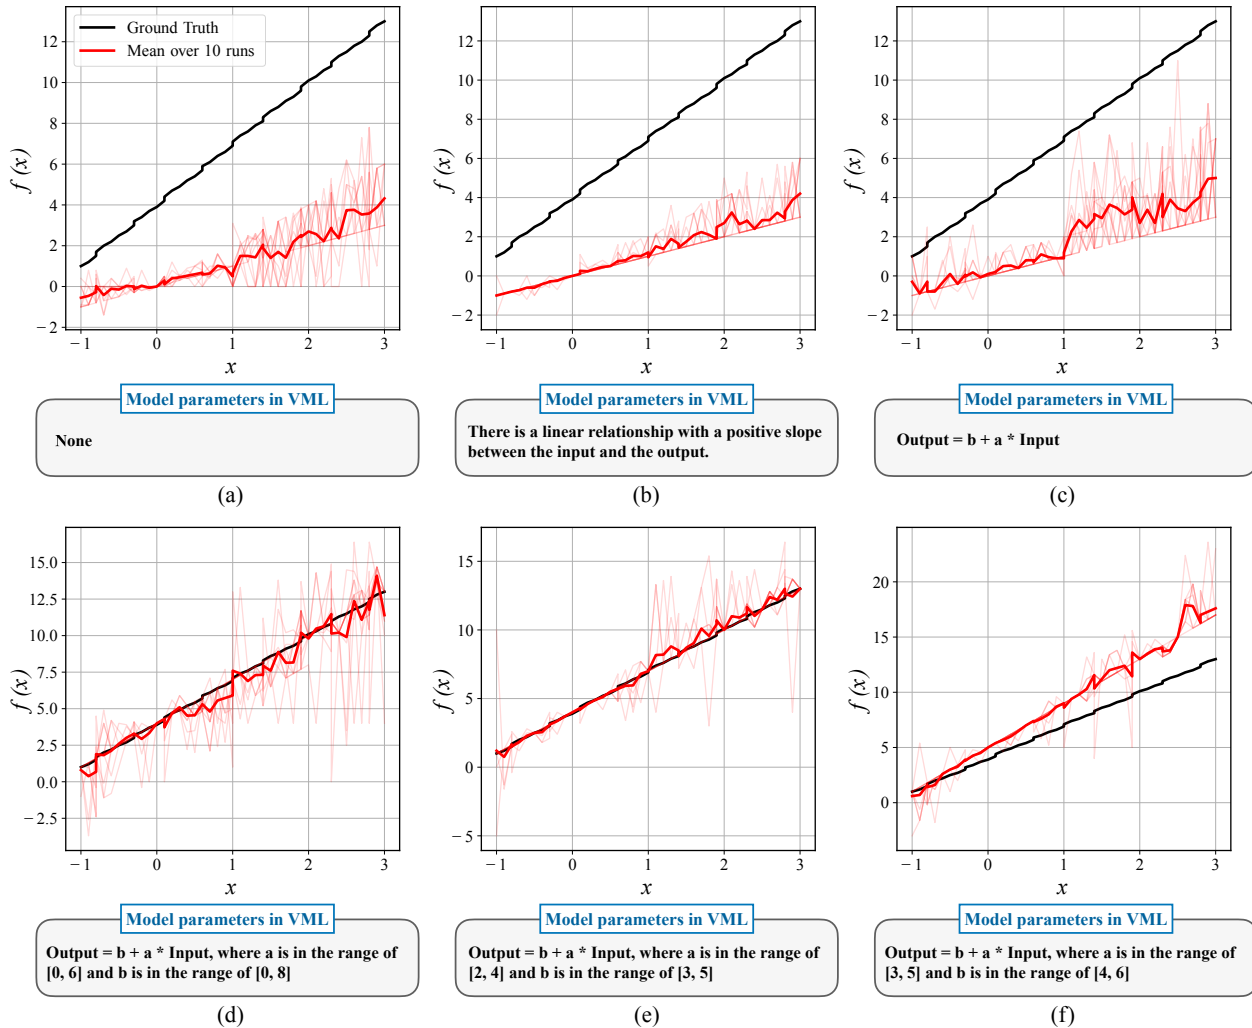 Ground Truth
Mean over 10 runs
12
10
8
6
4
2
0
−2
f (x)
−1 0 1 2 3
x
Model parameters in VML
None
(a)
12
10
8
6
4
2
0
−2
f (x)
−1 0 1 2 3
x
Model parameters in VML
There is a linear relationship with a positive slope
between the input and the output.
(b)
12
10
8
6
4
2
0
−2
f (x)
−1 0 1 2 3
x
Model parameters in VML
Output = b + a * Input
(c)
15.0
12.5
10.0
7.5
5.0
2.5
0.0
−2.5
f (x)
−1 0 1 2 3
x
Model parameters in VML
Output = b + a * Input, where a is in the range of
[0, 6] and b is in the range of [0, 8]
(d)
15
10
5
0
−5
f (x)
−1 0 1 2 3
x
Model parameters in VML
Output = b + a * Input, where a is in the range of
[2, 4] and b is in the range of [3, 5]
(e)
20
15
10
5
0
f (x)
−1 0 1 2 3
x
Model parameters in VML
Output = b + a * Input, where a is in the range of
[3, 5] and b is in the range of [4, 6]
(f)